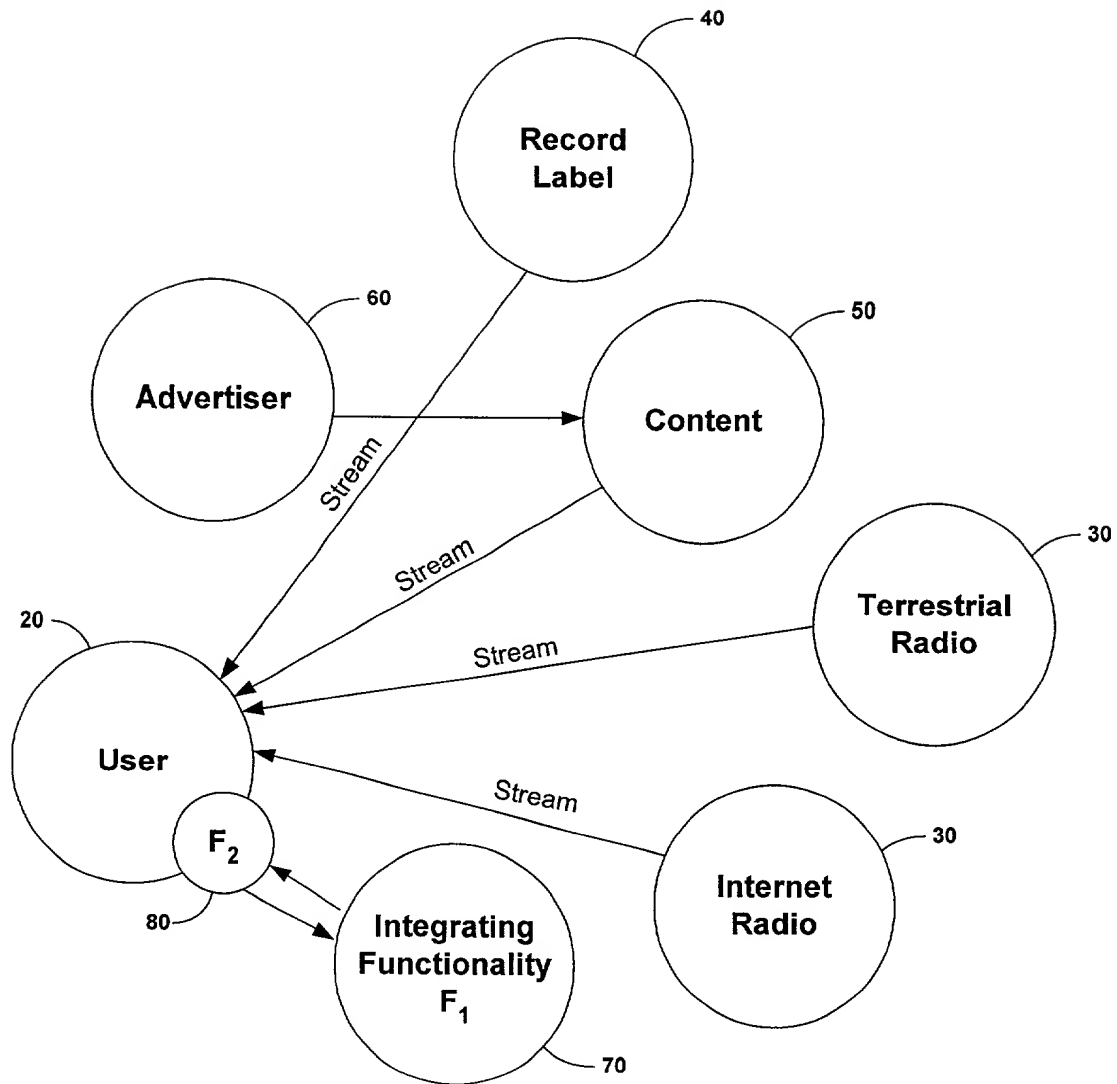 40
Record
Label
60
50
Advertiser
Content
Stream
Stream
30
Terrestrial
Radio
20
Stream
User
Stream
30
F2
80
Integrating
Functionality
F1
Internet
Radio
70